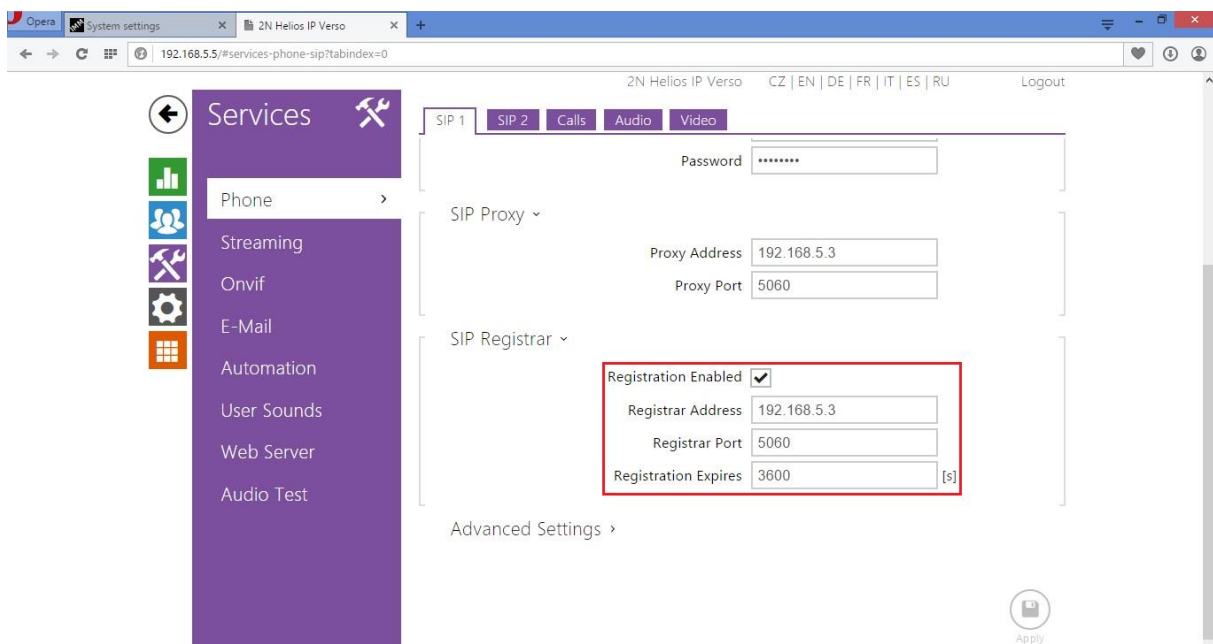 Opera
System settings
2N Helios IP Verso
192.168.5.5/#services-phone-sip?tabindex=0
2N Helios IP Verso CZ | EN | DE | FR | IT | ES | RU Logout
Services
SIP 1 SIP 2 Calls Audio Video
Password ••••••••
Phone
Streaming
Onvif
E-Mail
Automation
User Sounds
Web Server
Audio Test
SIP Proxy
Proxy Address 192.168.5.3
Proxy Port 5060
SIP Registrar
Registration Enabled
Registrar Address 192.168.5.3
Registrar Port 5060
Registration Expires 3600 [s]
Advanced Settings
Apply